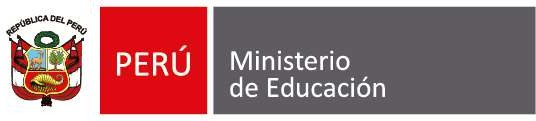 REPÚBLICA DEL PERÚ
PERÚ
Ministerio
de Educación